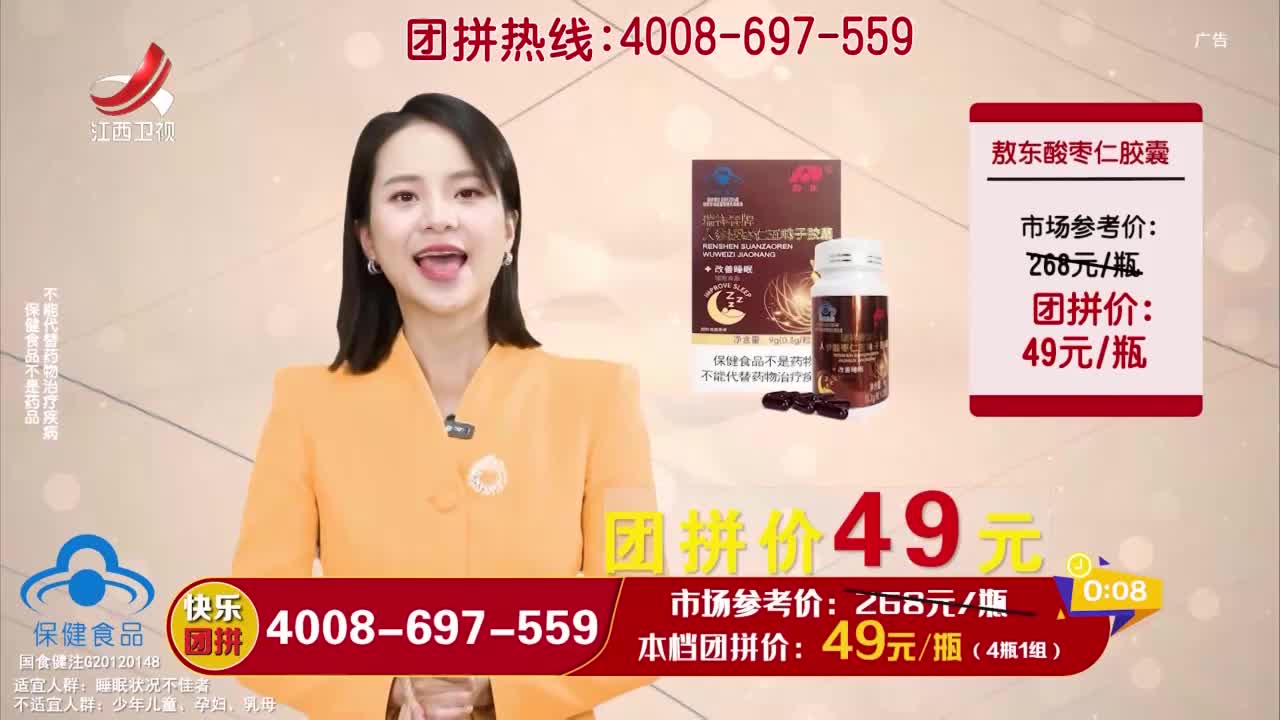 团拼热线:4008-697-559
广告
江西卫视
敖东酸枣仁胶囊
市场参考价：
268元/瓶
团拼价：
49元/瓶
RENSHEN SUANZAOREN
WUWEIZI JIAONANG
改善睡眠
IMPROVE SLEEP
净含量
保健食品不是药物
不能代替药物治疗疾
改善睡眠
保健食品不是药品
不能代替药物治疗疾病
团拼价49元
0:08
快乐
团拼
4008-697-559
市场参考价：268元/瓶
本档团拼价：49元/瓶（4瓶1组）
保健食品
国食健注G20120148
适宜人群：睡眠状况不佳者
不适宜人群：少年儿童、孕妇、乳母